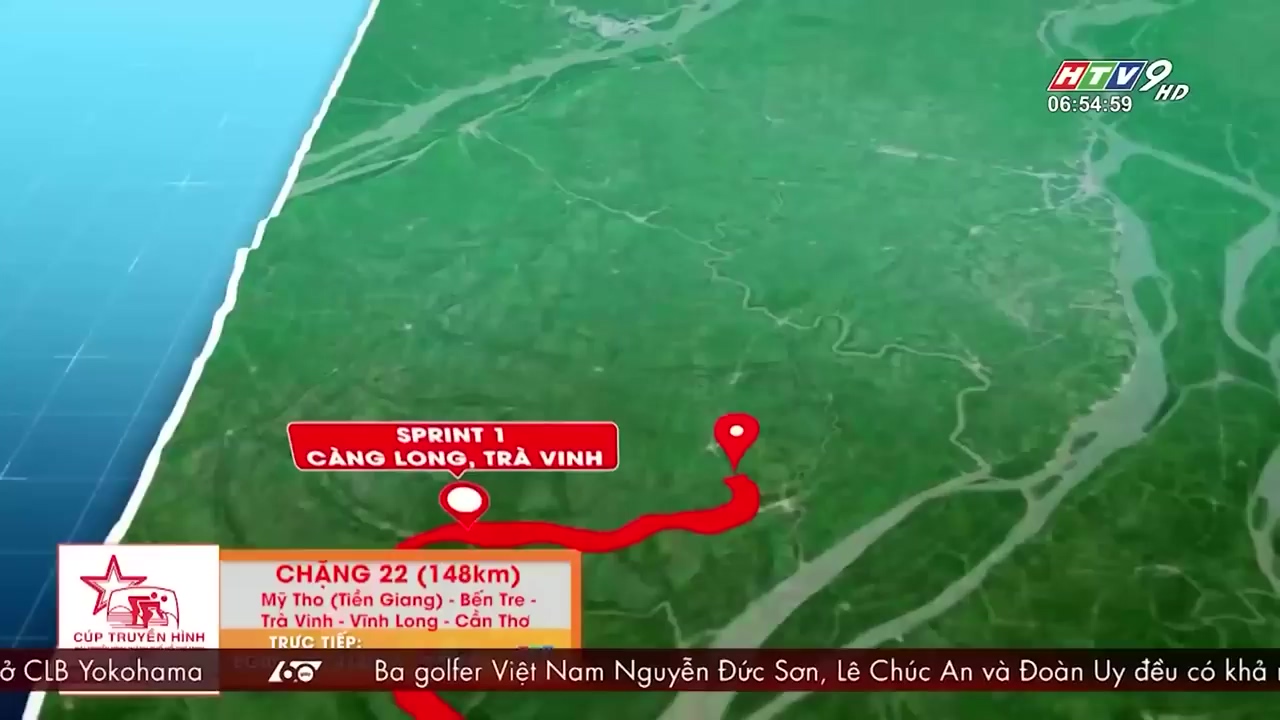 HTV9 HD
06:54:59
SPRINT 1
CÀNG LONG, TRÀ VINH
CHẶNG 22 (148km)
Mỹ Tho (Tiền Giang) - Bến Tre -
Trà Vinh - Vĩnh Long - Cần Thơ
TRỰC TIẾP:
CÚP TRUYỀN HÌNH
ở CLB Yokohama
60
Ba golfer Việt Nam Nguyễn Đức Sơn, Lê Chúc An và Đoàn Uy đều có khả